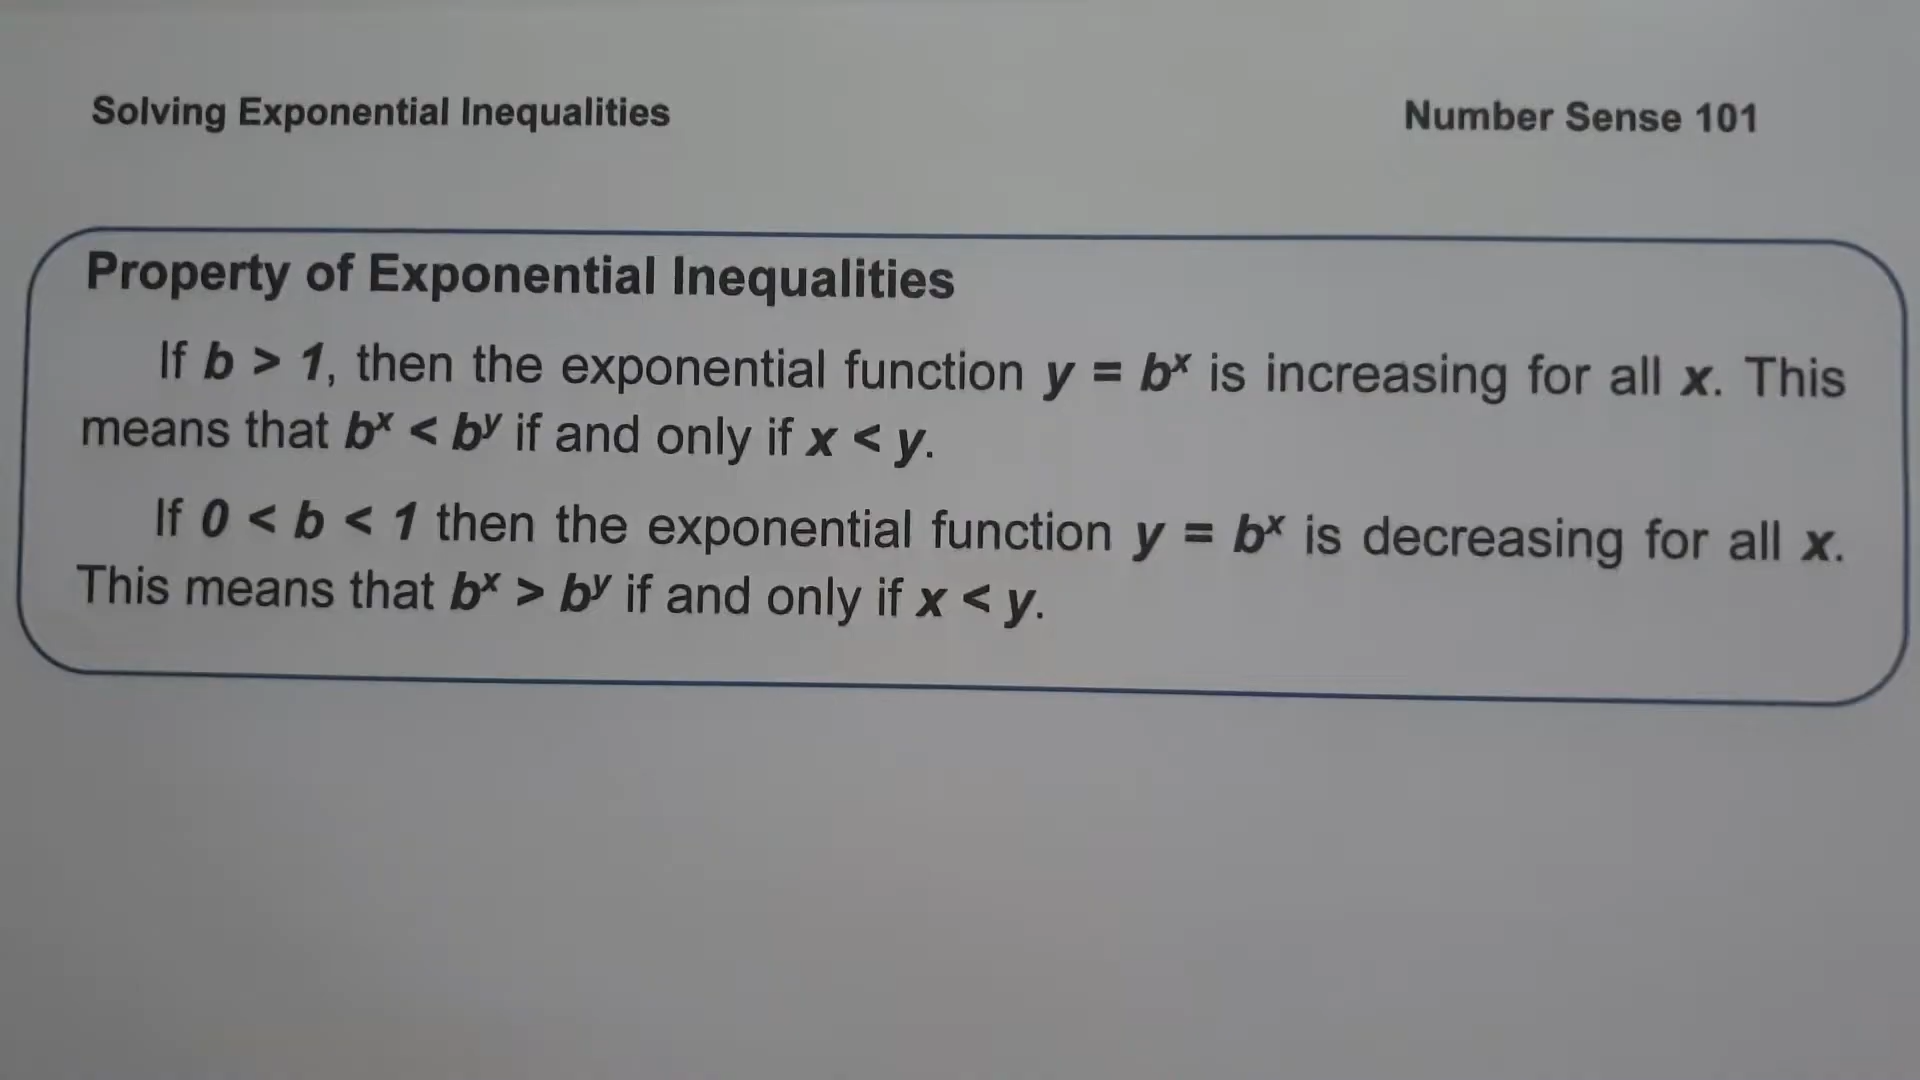 Solving Exponential Inequalities
Number Sense 101
Property of Exponential Inequalities
If b > 1, then the exponential function y = bˣ is increasing for all x. This
means that bˣ < bʸ if and only if x < y.
If 0 < b < 1 then the exponential function y = bˣ is decreasing for all x.
This means that bˣ > bʸ if and only if x < y.